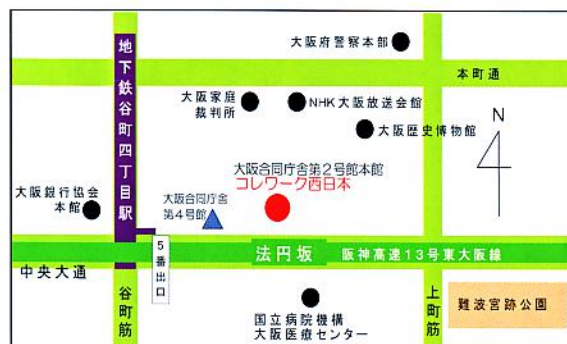 大阪府警察本部
本町通
地下鉄谷町四丁目駅
大阪家庭
裁判所
NHK大阪放送会館
大阪歴史博物館
N
大阪合同庁舎第2号館本館
コレワーク西日本
大阪合同庁舎
第4号館
大阪銀行協会
本館
5番出口
法円坂
阪神高速13号東大阪線
中央大通
谷町筋
国立病院機構
大阪医療センター
上町筋
難波宮跡公園